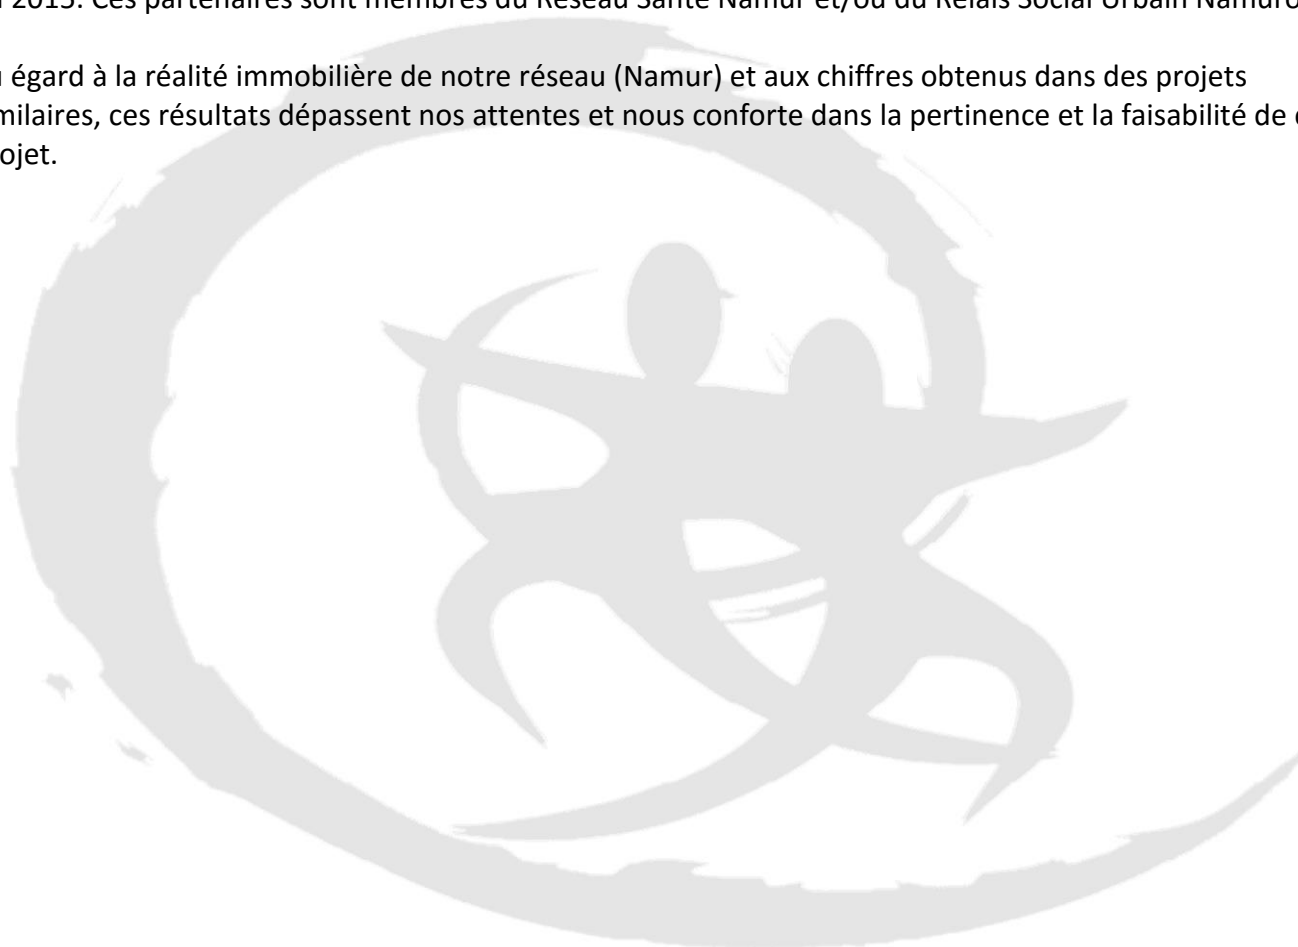 2015. Ces partenaires sont membres du Réseau Santé Namur et/ou du Relais Social Urbain Namuro
égard à la réalité immobilière de notre réseau (Namur) et aux chiffres obtenus dans des projets
milaires, ces résultats dépassent nos attentes et nous conforte dans la pertinence et la faisabilité de
ojet.